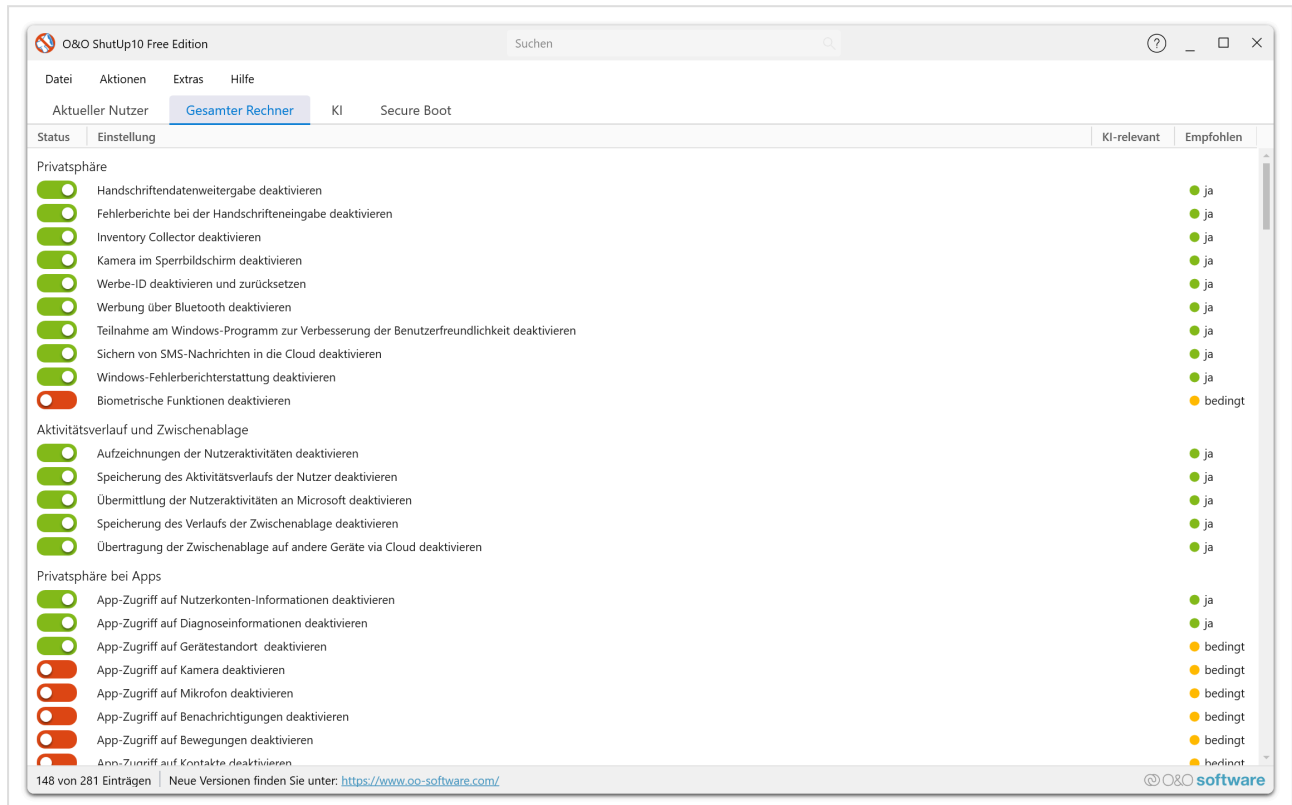 O&O ShutUp10 Free Edition Suchen ?
Datei Aktionen Extras Hilfe
Aktueller Nutzer Gesamter Rechner KI Secure Boot
Status Einstellung KI-relevant Empfohlen
Privatsphäre
Handschriftendatenweitergabe deaktivieren ja
Fehlerberichte bei der Handschrifteneingabe deaktivieren ja
Inventory Collector deaktivieren ja
Kamera im Sperrbildschirm deaktivieren ja
Werbe-ID deaktivieren und zurücksetzen ja
Werbung über Bluetooth deaktivieren ja
Teilnahme am Windows-Programm zur Verbesserung der Benutzerfreundlichkeit deaktivieren ja
Sichern von SMS-Nachrichten in die Cloud deaktivieren ja
Windows-Fehlerberichterstattung deaktivieren ja
Biometrische Funktionen deaktivieren bedingt
Aktivitätsverlauf und Zwischenablage
Aufzeichnungen der Nutzeraktivitäten deaktivieren ja
Speicherung des Aktivitätsverlaufs der Nutzer deaktivieren ja
Übermittlung der Nutzeraktivitäten an Microsoft deaktivieren ja
Speicherung des Verlaufs der Zwischenablage deaktivieren ja
Übertragung der Zwischenablage auf andere Geräte via Cloud deaktivieren ja
Privatsphäre bei Apps
App-Zugriff auf Nutzerkonten-Informationen deaktivieren ja
App-Zugriff auf Diagnoseinformationen deaktivieren ja
App-Zugriff auf Gerätestandort deaktivieren bedingt
App-Zugriff auf Kamera deaktivieren bedingt
App-Zugriff auf Mikrofon deaktivieren bedingt
App-Zugriff auf Benachrichtigungen deaktivieren bedingt
App-Zugriff auf Bewegungen deaktivieren bedingt
App-Zugriff auf Kontakte deaktivieren bedingt
148 von 281 Einträgen Neue Versionen finden Sie unter: https://www.oo-software.com/ O&O software